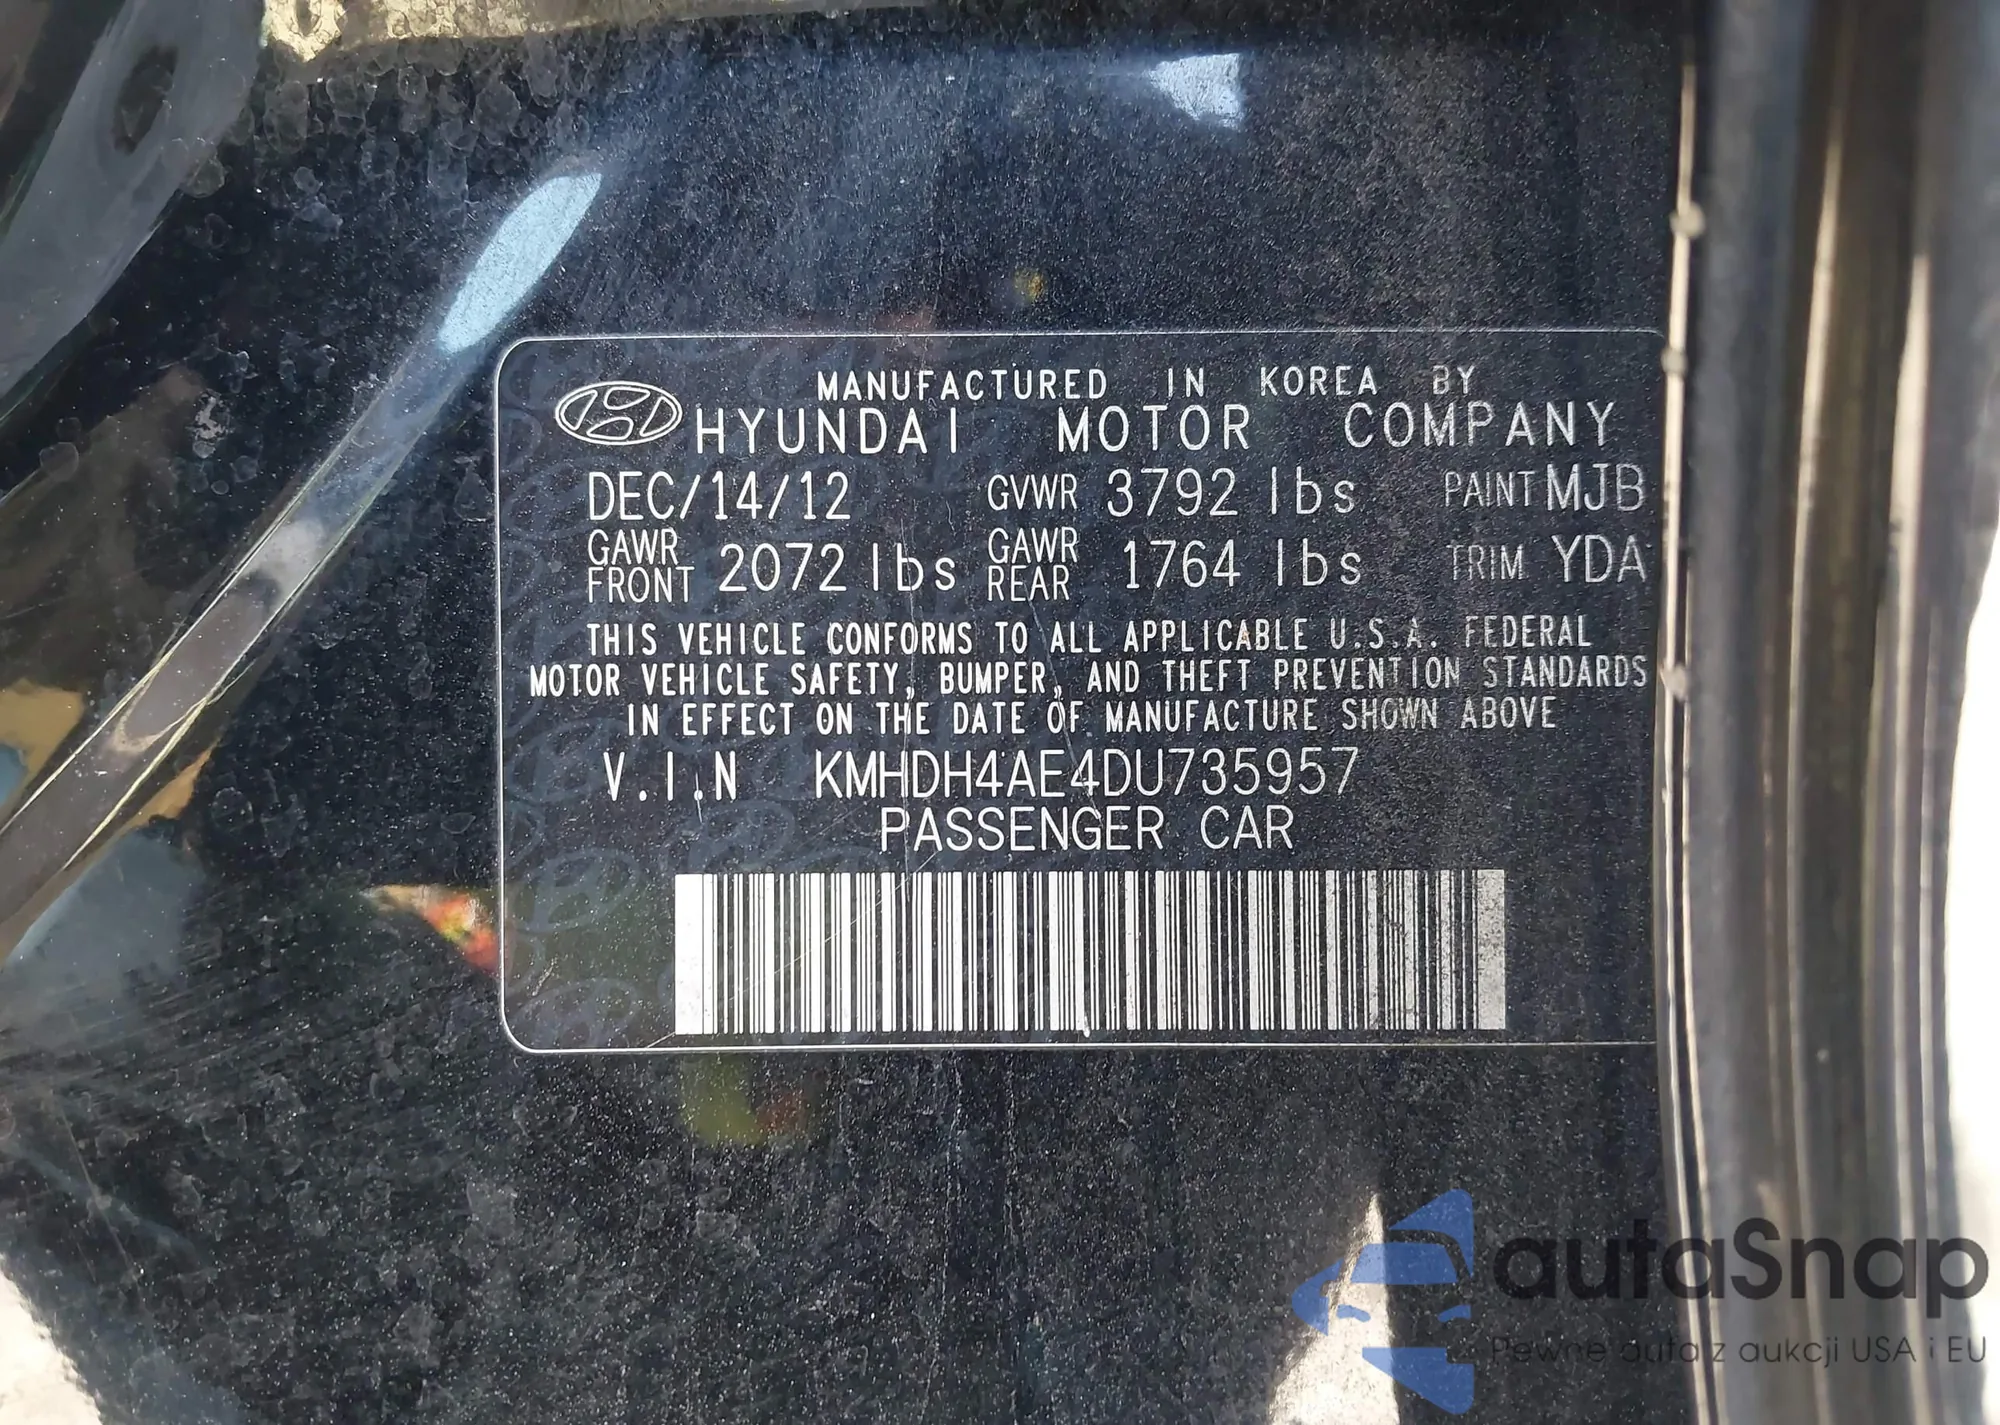 MANUFACTURED IN KOREA BY
HYUNDAI MOTOR COMPANY
DEC/14/12 GVWR 3792 lbs PAINT MJB
GAWR FRONT 2072 lbs GAWR REAR 1764 lbs TRIM YDA
THIS VEHICLE CONFORMS TO ALL APPLICABLE U.S.A. FEDERAL
MOTOR VEHICLE SAFETY, BUMPER, AND THEFT PREVENTION STANDARDS
IN EFFECT ON THE DATE OF MANUFACTURE SHOWN ABOVE
V.I.N KMHDH4AE4DU735957
PASSENGER CAR
autaSnap
Pewne auta z aukcji USA i EU